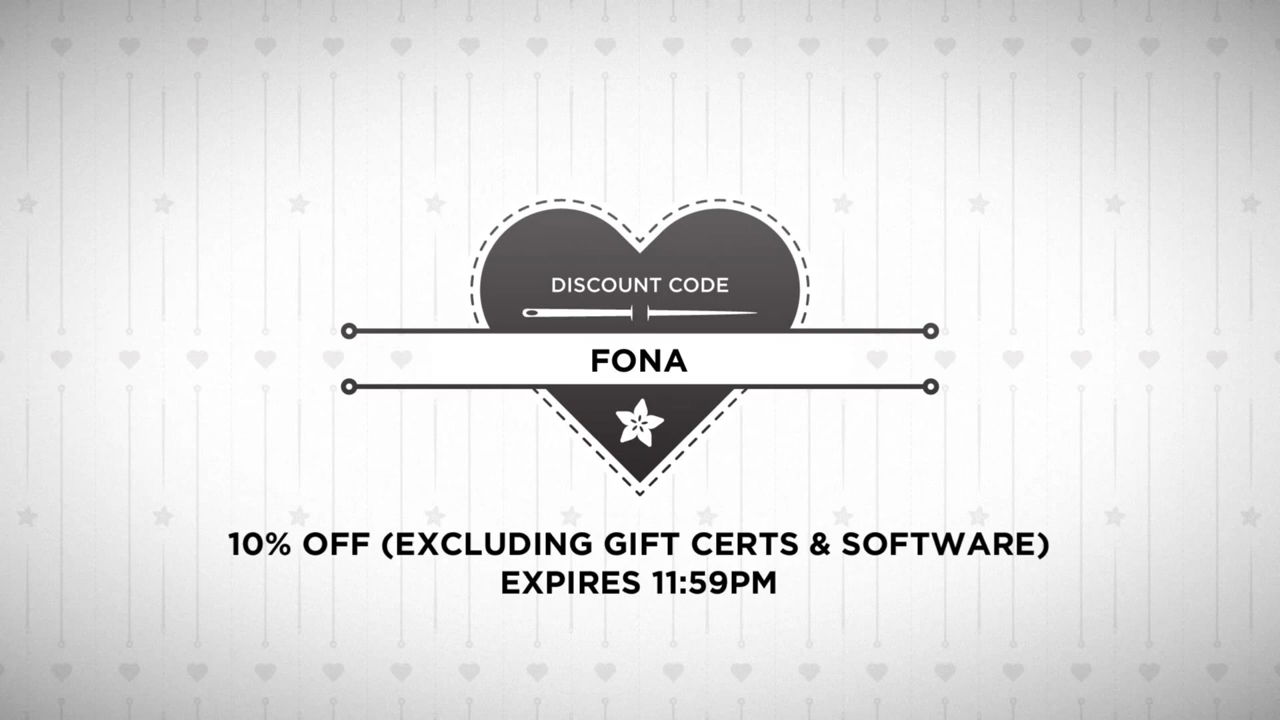 DISCOUNT CODE
FONA
10% OFF (EXCLUDING GIFT CERTS & SOFTWARE)
EXPIRES 11:59PM